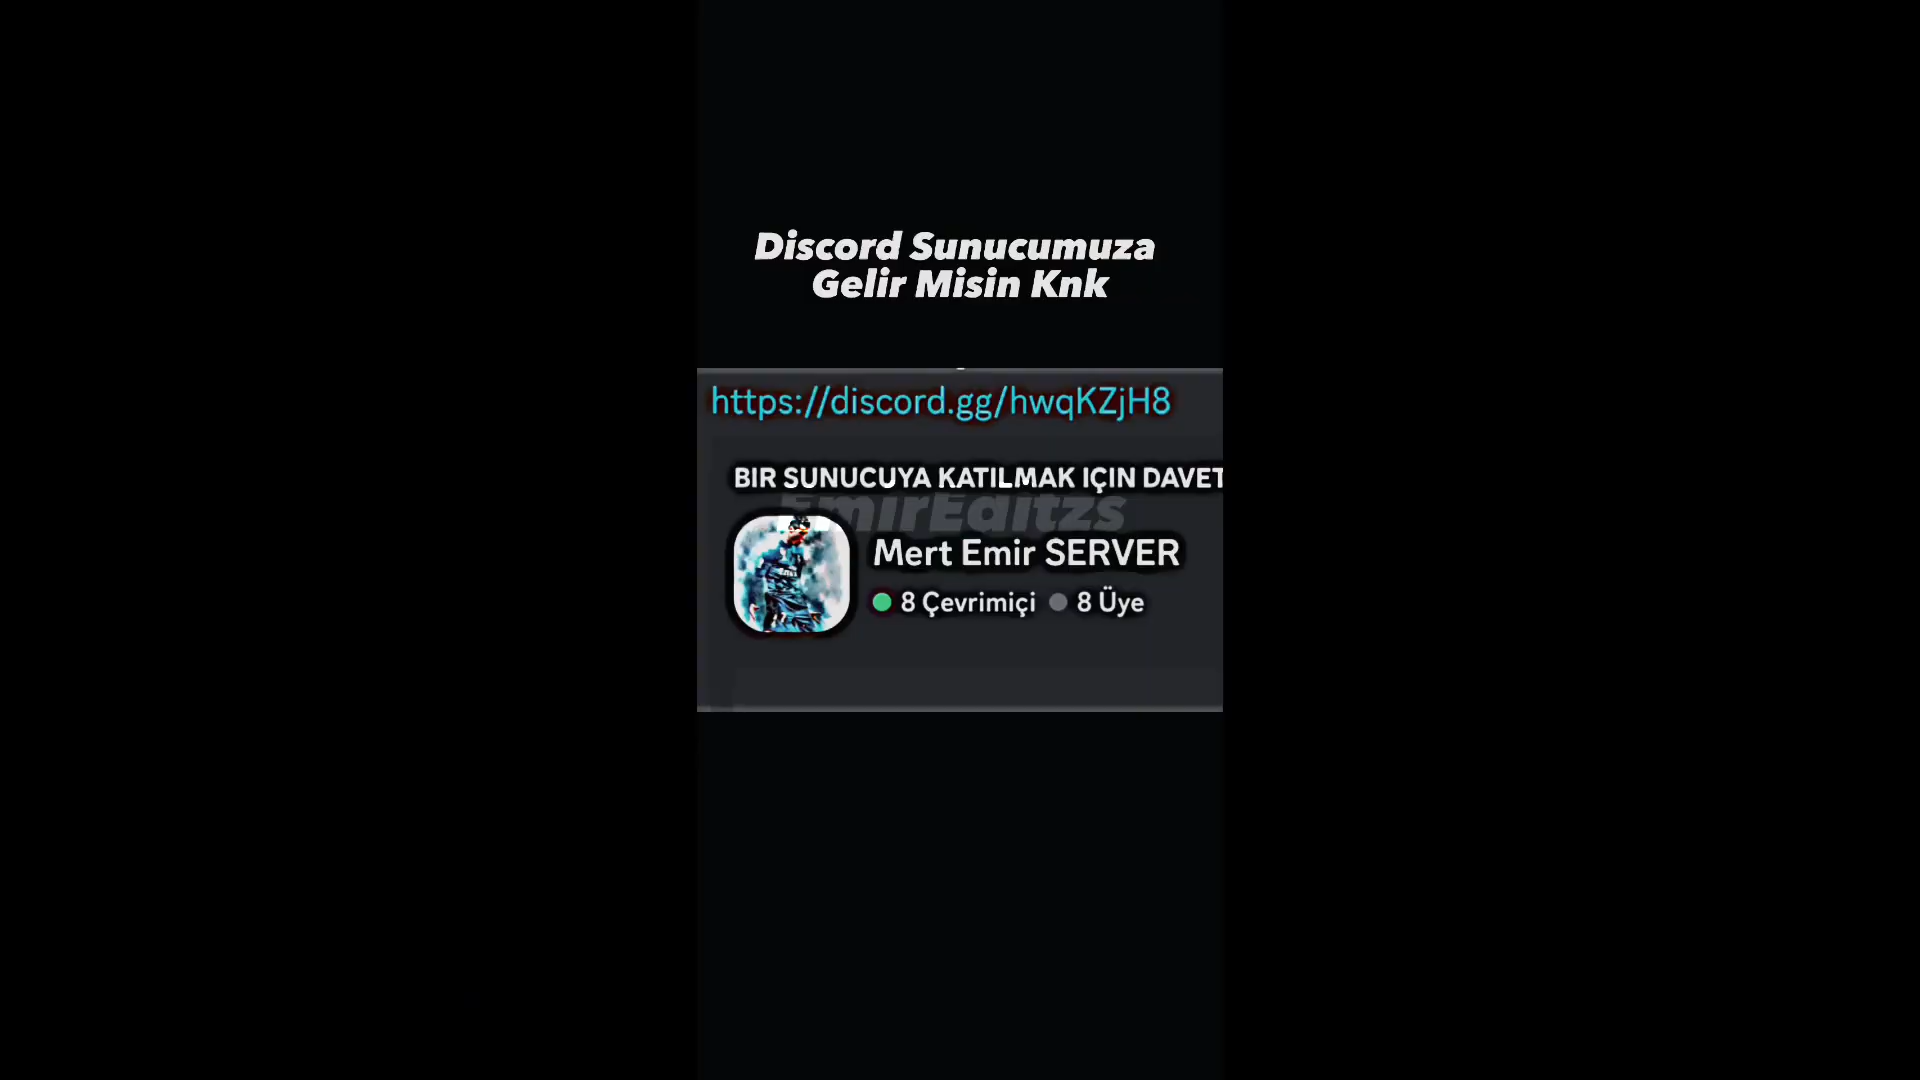 Discord Sunucumuza
Gelir Misin Knk
https://discord.gg/hwqKZjH8
BIR SUNUCUYA KATILMAK IÇIN DAVET
EmirEditzs
Mert Emir SERVER
8 Çevrimiçi 8 Üye